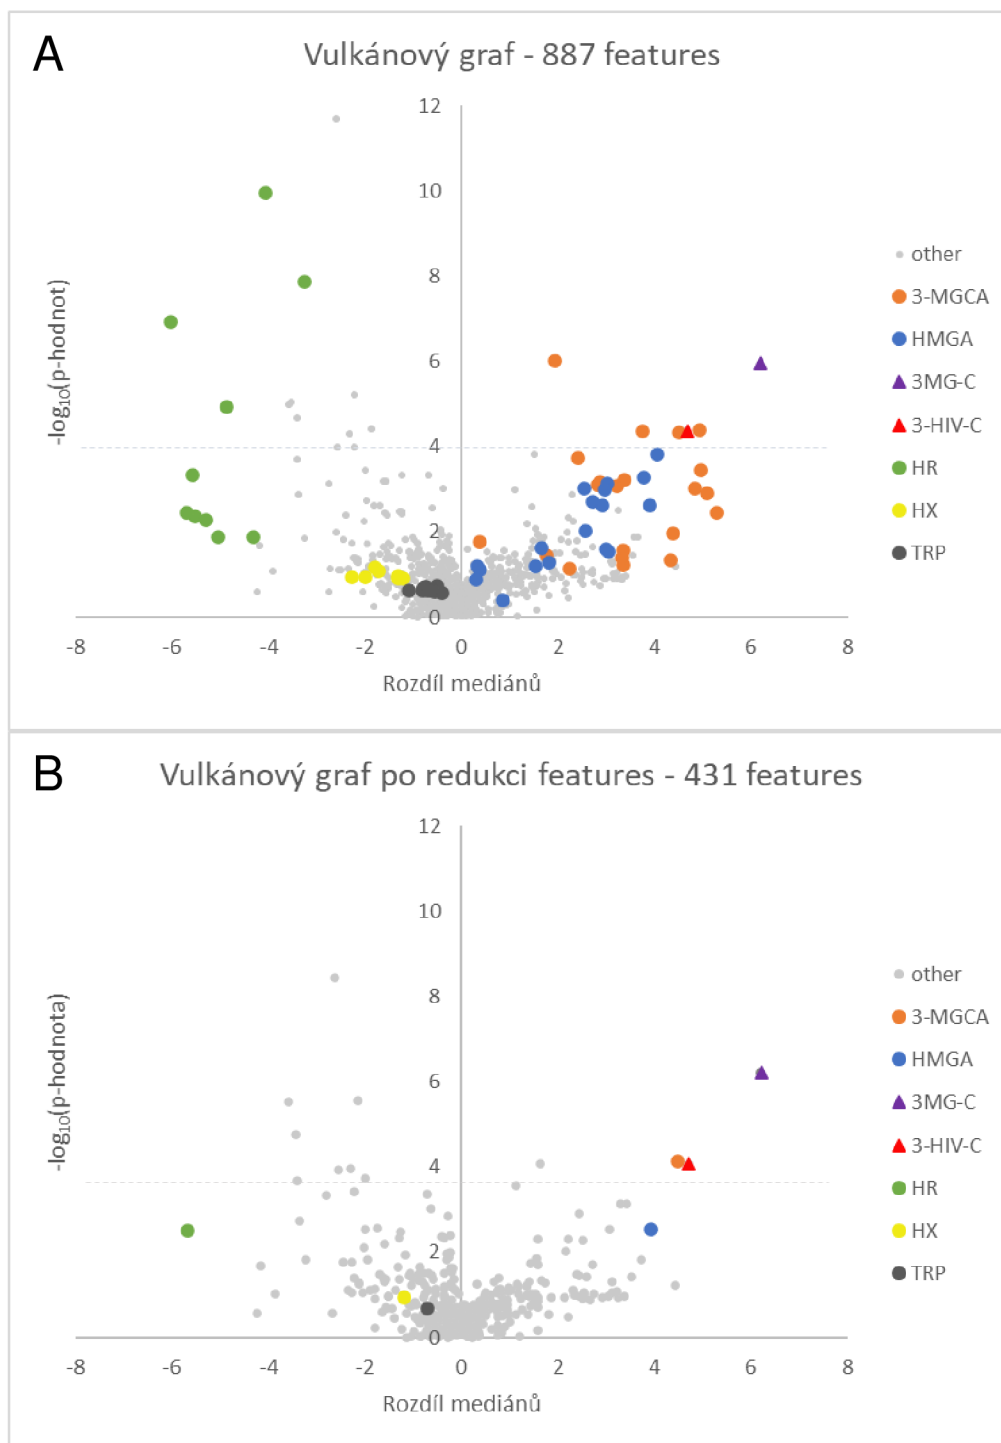 A
Vulkánový graf - 887 features
12
10
8
6
4
2
0
-8 -6 -4 -2 0 2 4 6 8
-log₁₀(p-hodnot)
Rozdíl mediánů
other
3-MGCA
HMGA
3MG-C
3-HIV-C
HR
HX
TRP
B
Vulkánový graf po redukci features - 431 features
12
10
8
6
4
2
0
-8 -6 -4 -2 0 2 4 6 8
-log₁₀(p-hodnota)
Rozdíl mediánů
other
3-MGCA
HMGA
3MG-C
3-HIV-C
HR
HX
TRP